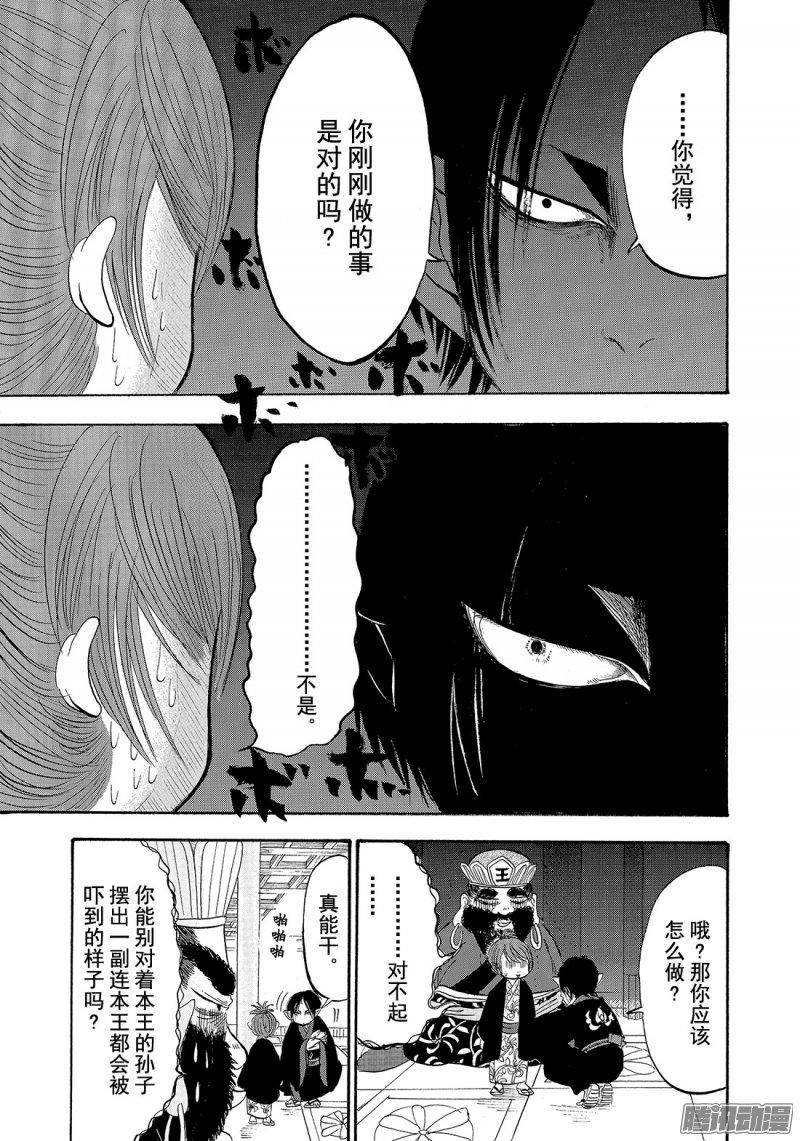 ……你觉得，
你刚刚做的事
是对的吗？
ボ
ボ
ボ
ボ
ボ
ボ
ボ
ボ
ボ
ボ
………………………不是。
哦？那你应该
怎么做？
王
…………
………对不起
真能干。
啪
啪
啪
你能别对着本王的孙子
摆出一副连本王都会被
吓到的样子吗？
腾讯动漫